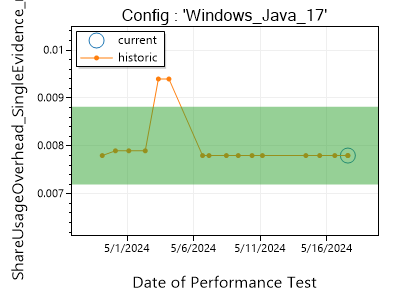 Config : 'Windows_Java_17'
current
historic
0.01
0.009
0.008
0.007
ShareUsageOverhead_SingleEvidence_
5/1/2024
5/6/2024
5/11/2024
5/16/2024
Date of Performance Test